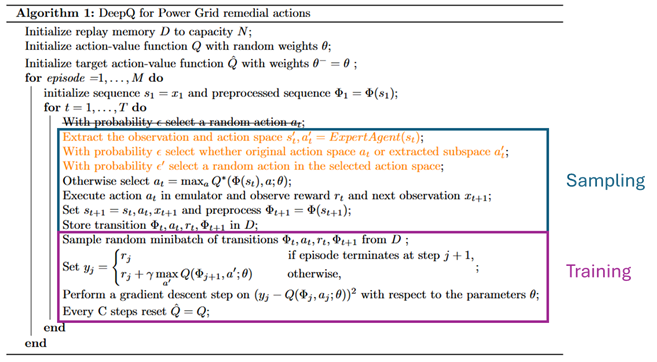 Algorithm 1: DeepQ for Power Grid remedial actions
Initialize replay memory D to capacity N;
Initialize action-value function Q with random weights θ;
Initialize target action-value function Q̂ with weights θ⁻ = θ ;
for episode =1, . . . , M do
initialize sequence s₁ = x₁ and preprocessed sequence Φ₁ = Φ(s₁);
for t = 1, . . . , T do
With probability ϵ select a random action aₜ;
Extract the observation and action space s′ₜ, a′ₜ = ExpertAgent(sₜ);
With probability ϵ select whether original action space aₜ or extracted subspace a′ₜ;
With probability ϵ′ select a random action in the selected action space;
Otherwise select aₜ = maxₐ Q*(Φ(sₜ), a; θ);
Execute action aₜ in emulator and observe reward rₜ and next observation xₜ₊₁;
Set sₜ₊₁ = sₜ, aₜ, xₜ₊₁ and preprocess Φₜ₊₁ = Φ(sₜ₊₁);
Store transition Φₜ, aₜ, rₜ, Φₜ₊₁ in D;
Sampling
Sample random minibatch of transitions Φₜ, aₜ, rₜ, Φₜ₊₁ from D ;
Set yⱼ = { rⱼ if episode terminates at step j + 1,
rⱼ + γ max a′ Q(Φⱼ₊₁, a′; θ) otherwise, ;
Perform a gradient descent step on (yⱼ − Q(Φⱼ, aⱼ; θ))² with respect to the parameters θ;
Every C steps reset Q̂ = Q;
Training
end
end